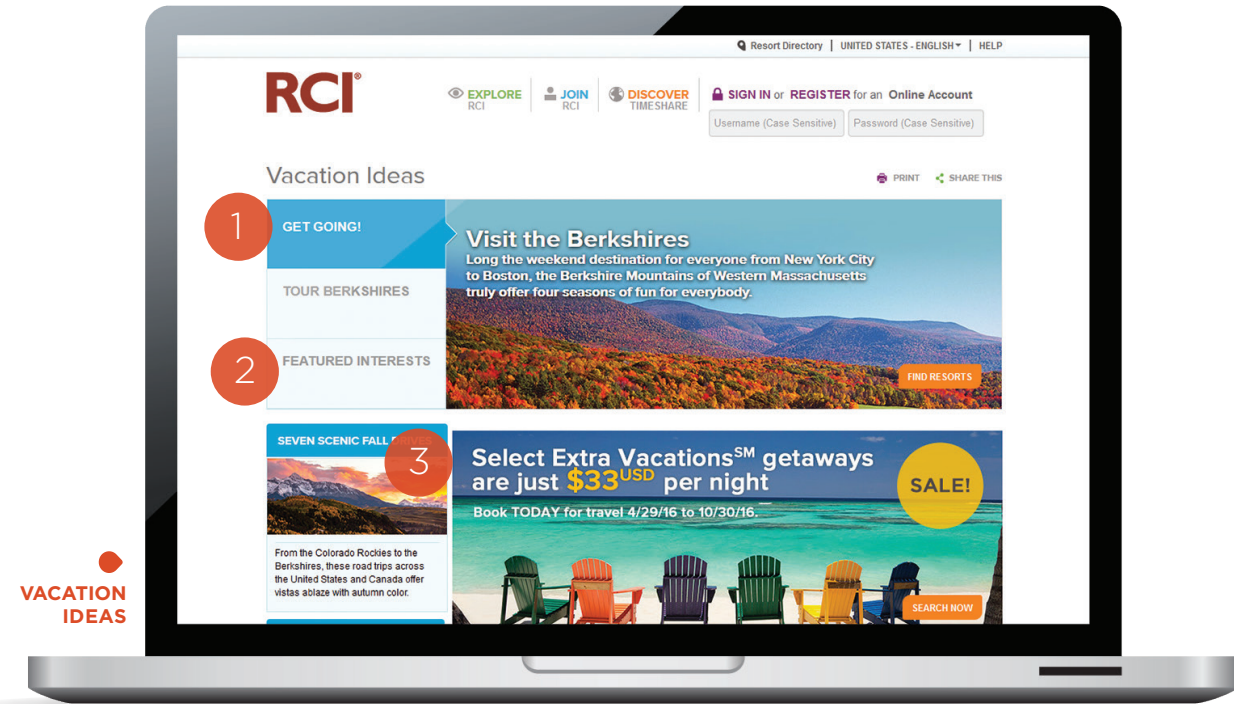 Resort Directory | UNITED STATES - ENGLISH | HELP
RCI®
EXPLORE
RCI
JOIN
RCI
DISCOVER
TIMESHARE
SIGN IN or REGISTER for an Online Account
Username (Case Sensitive)
Password (Case Sensitive)
Vacation Ideas
PRINT
SHARE THIS
1
GET GOING!
TOUR BERKSHIRES
2
FEATURED INTERESTS
Visit the Berkshires
Long the weekend destination for everyone from New York City
to Boston, the Berkshire Mountains of Western Massachusetts
truly offer four seasons of fun for everybody.
FIND RESORTS
SEVEN SCENIC FALL DRIVES
3
From the Colorado Rockies to the
Berkshires, these road trips across
the United States and Canada offer
vistas ablaze with autumn color.
Select Extra Vacations℠ getaways
are just $33USD per night
Book TODAY for travel 4/29/16 to 10/30/16.
SALE!
SEARCH NOW
VACATION
IDEAS